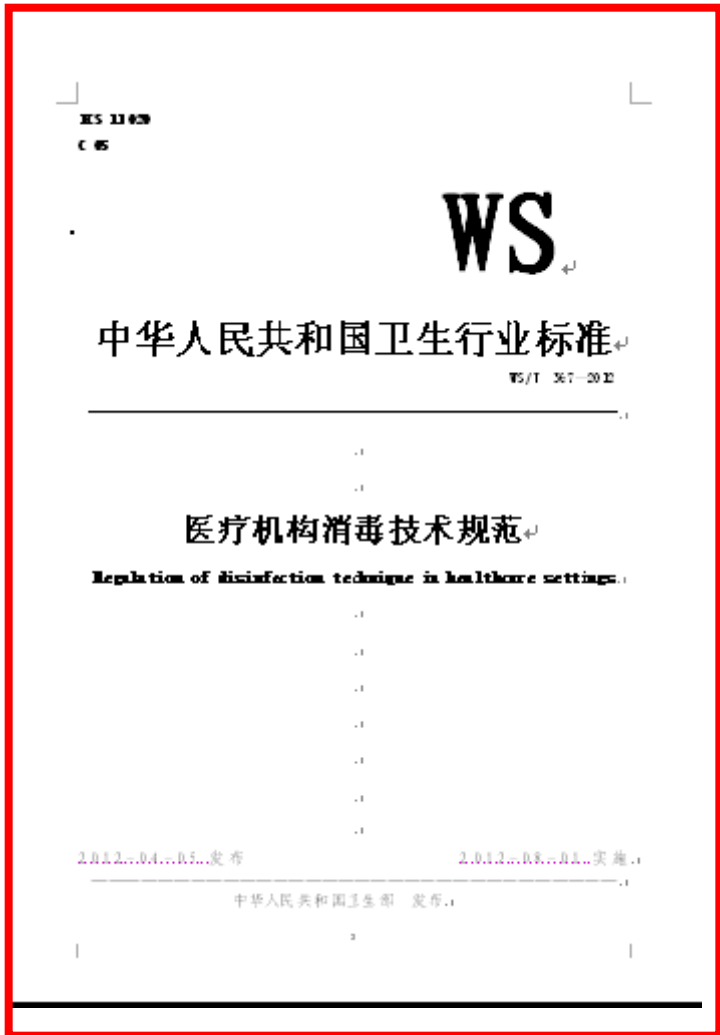 ICS 11 020
C 05
WS
中华人民共和国卫生行业标准
WS/T 367—2012
医疗机构消毒技术规范
Regulation of disinfection technique in healthcare settings
2012-04-05 发布 2012-08-01 实施
中华人民共和国卫生部 发布